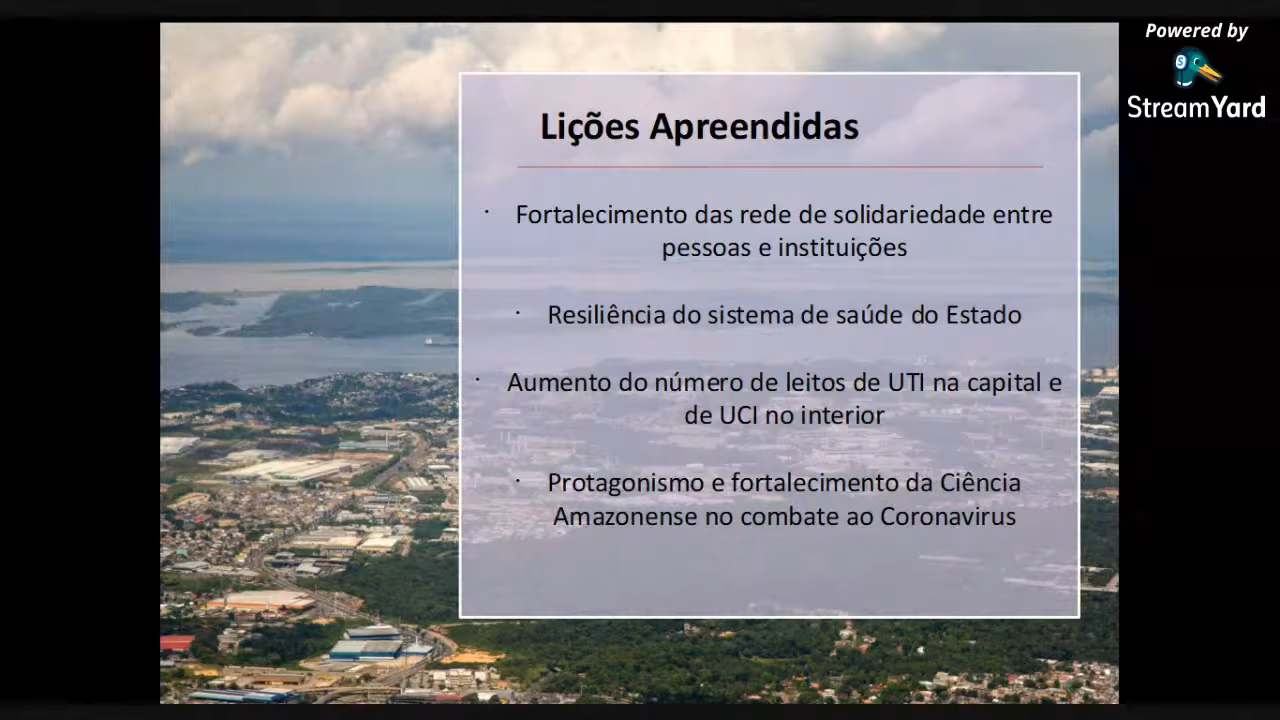 Powered by
StreamYard
Lições Apreendidas
· Fortalecimento das rede de solidariedade entre
pessoas e instituições
· Resiliência do sistema de saúde do Estado
· Aumento do número de leitos de UTI na capital e
de UCI no interior
· Protagonismo e fortalecimento da Ciência
Amazonense no combate ao Coronavirus